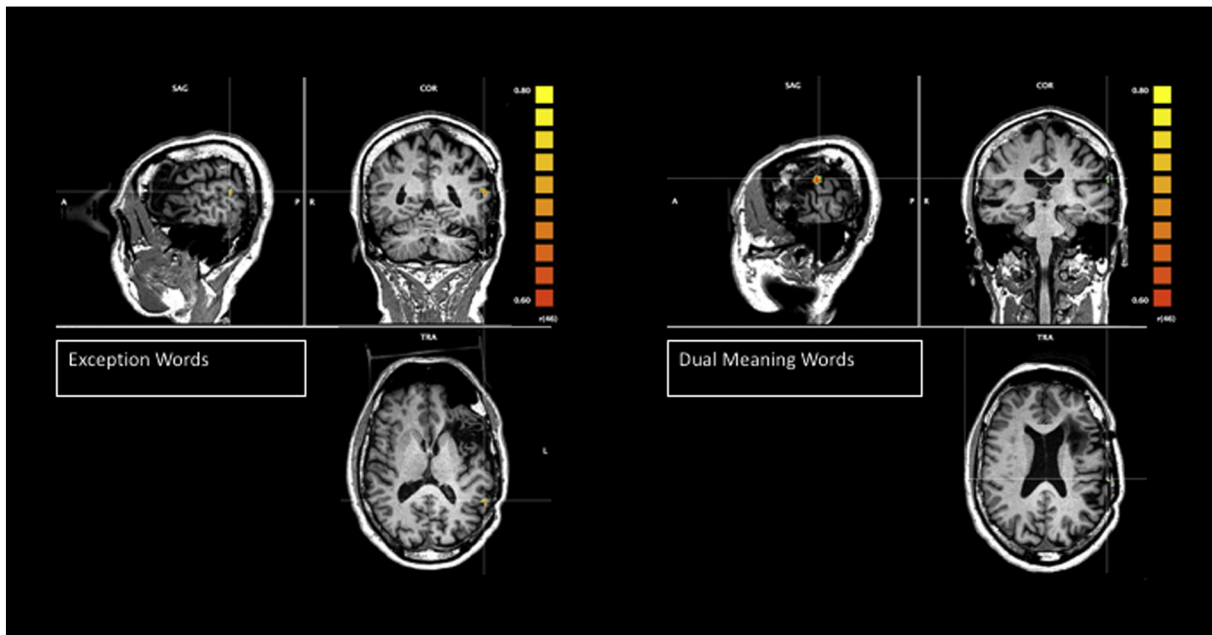 SAG
COR
0.80
A
P
R
0.60
r(46)
Exception Words
TRA
L
SAG
COR
0.80
A
P
R
0.60
r(46)
Dual Meaning Words
TRA